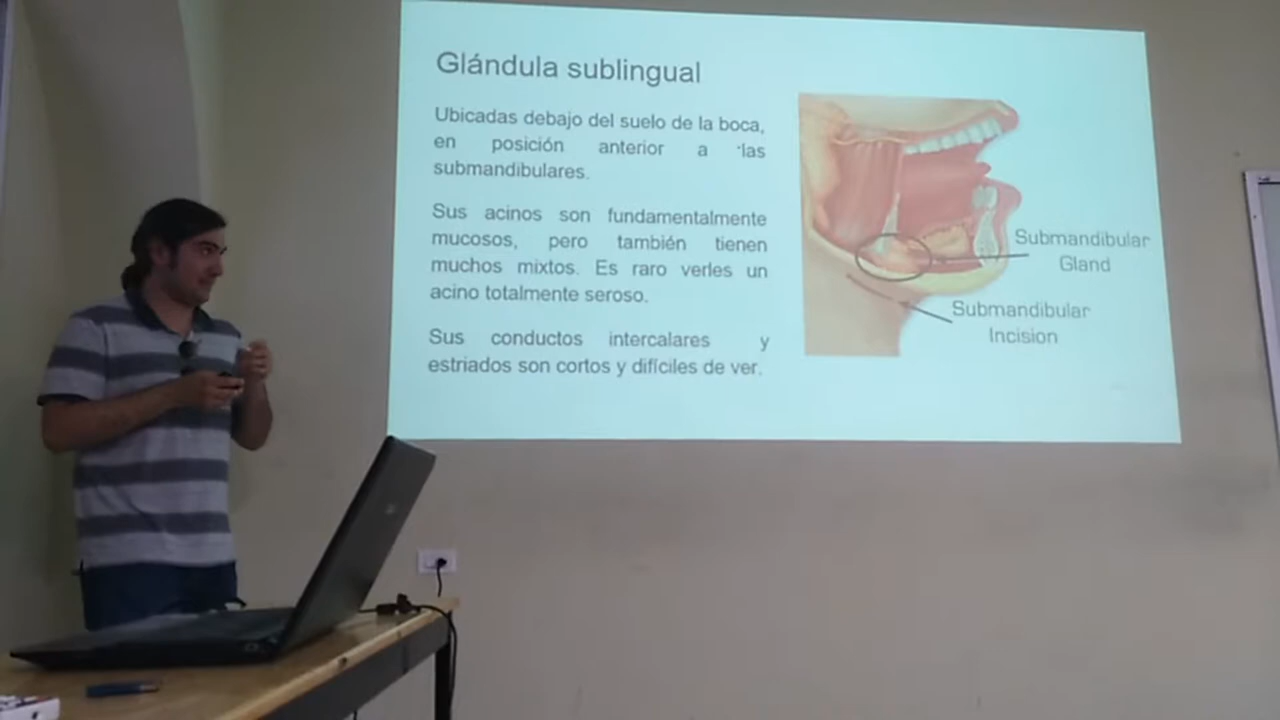 Glándula sublingual
Ubicadas debajo del suelo de la boca,
en posición anterior a las
submandibulares.
Sus acinos son fundamentalmente
mucosos, pero también tienen
muchos mixtos. Es raro verles un
acino totalmente seroso.
Sus conductos intercalares y
estriados son cortos y difíciles de ver.
Submandibular
Gland
Submandibular
Incision